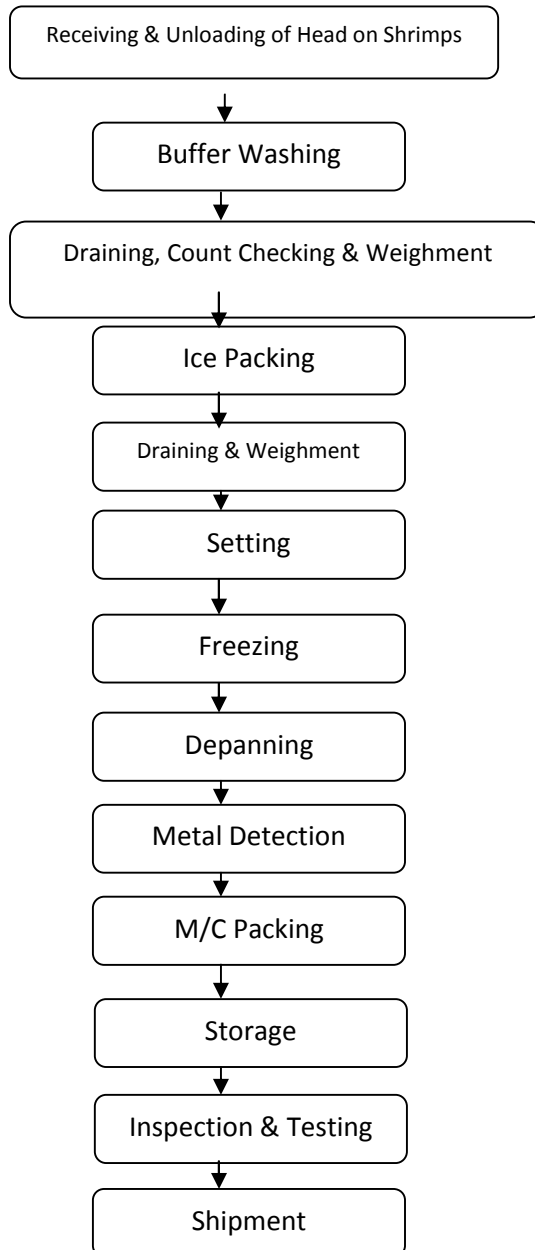 Receiving & Unloading of Head on Shrimps
Buffer Washing
Draining, Count Checking & Weighment
Ice Packing
Draining & Weighment
Setting
Freezing
Depanning
Metal Detection
M/C Packing
Storage
Inspection & Testing
Shipment